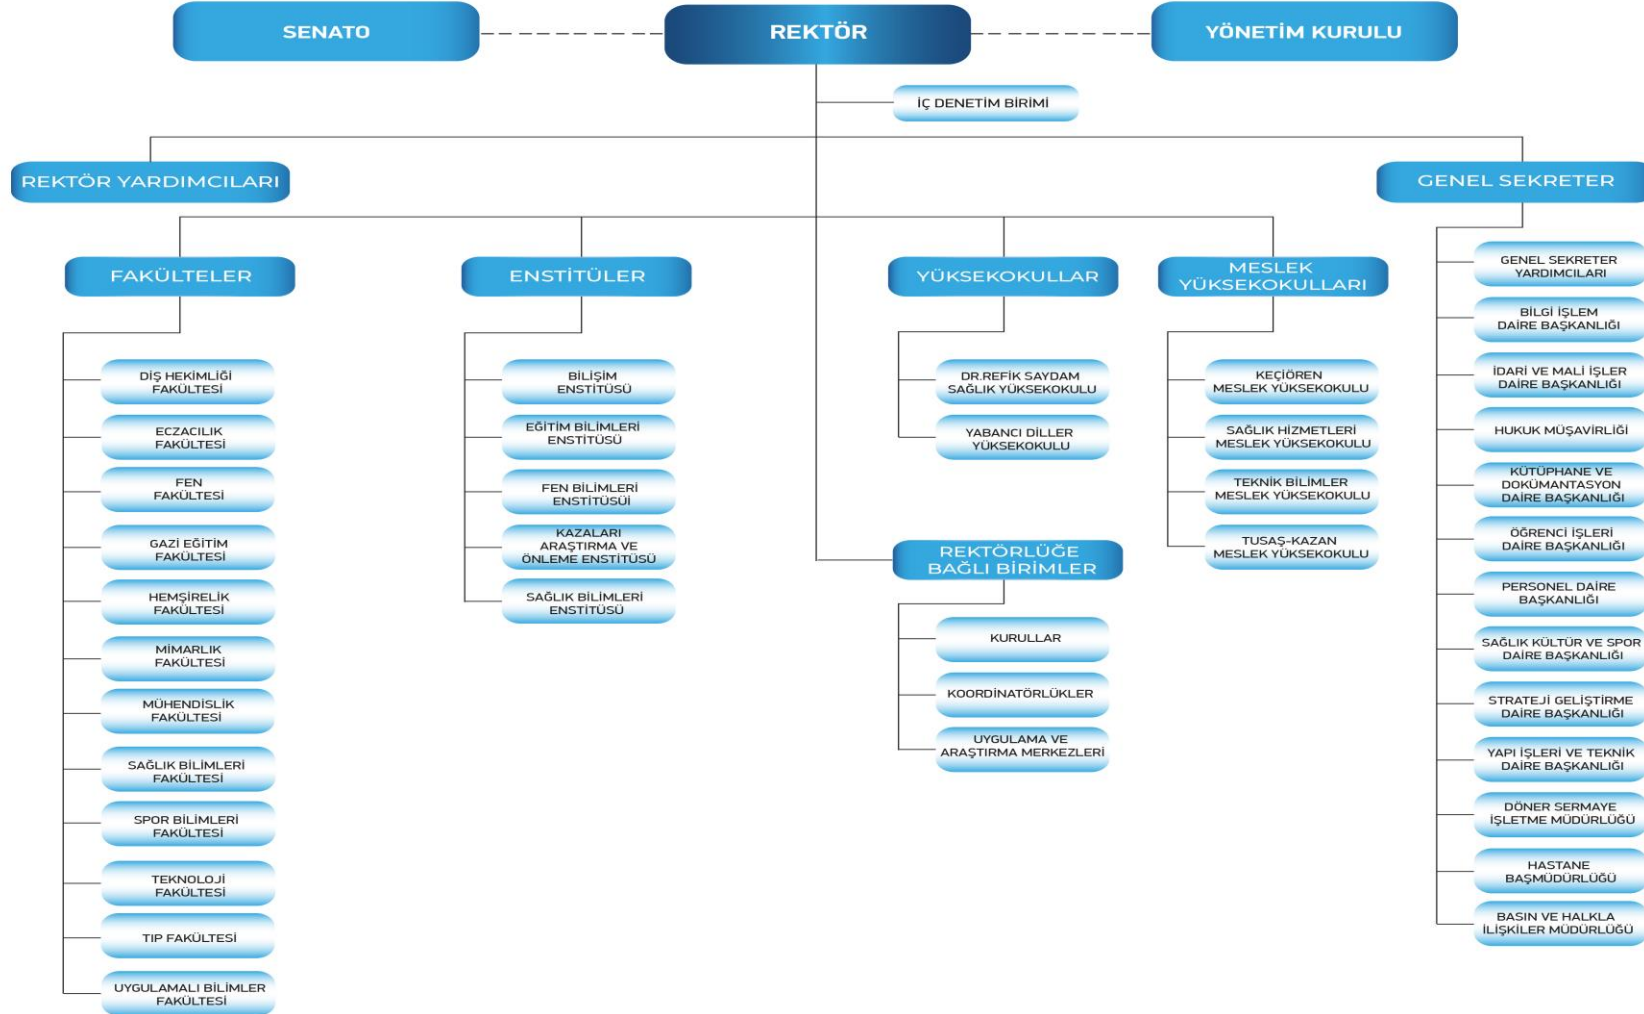 SENATO
REKTÖR
YÖNETİM KURULU
İÇ DENETİM BİRİMİ
REKTÖR YARDIMCILARI
GENEL SEKRETER
FAKÜLTELER
DİŞ HEKİMLİĞİ
FAKÜLTESİ
ECZACILIK
FAKÜLTESİ
FEN
FAKÜLTESİ
GAZİ EĞİTİM
FAKÜLTESİ
HEMŞİRELİK
FAKÜLTESİ
MİMARLIK
FAKÜLTESİ
MÜHENDİSLİK
FAKÜLTESİ
SAĞLIK BİLİMLERİ
FAKÜLTESİ
SPOR BİLİMLERİ
FAKÜLTESİ
TEKNOLOJİ
FAKÜLTESİ
TIP FAKÜLTESİ
UYGULAMALI BİLİMLER
FAKÜLTESİ
ENSTİTÜLER
BİLİŞİM
ENSTİTÜSÜ
EĞİTİM BİLİMLERİ
ENSTİTÜSÜ
FEN BİLİMLERİ
ENSTİTÜSÜİ
KAZALARI
ARAŞTIRMA VE
ÖNLEME ENSTİTÜSÜ
SAĞLIK BİLİMLERİ
ENSTİTÜSÜ
YÜKSEKOKULLAR
DR.REFİK SAYDAM
SAĞLIK YÜKSEKOKULU
YABANCI DİLLER
YÜKSEKOKULU
MESLEK
YÜKSEKOKULLARI
KEÇİÖREN
MESLEK YÜKSEKOKULU
SAĞLIK HİZMETLERİ
MESLEK YÜKSEKOKULU
TEKNİK BİLİMLER
MESLEK YÜKSEKOKULU
TUSAŞ-KAZAN
MESLEK YÜKSEKOKULU
REKTÖRLÜĞE
BAĞLI BİRİMLER
KURULLAR
KOORDİNATÖRLÜKLER
UYGULAMA VE
ARAŞTIRMA MERKEZLERİ
GENEL SEKRETER
YARDIMCILARI
BİLGİ İŞLEM
DAİRE BAŞKANLIĞI
İDARİ VE MALİ İŞLER
DAİRE BAŞKANLIĞI
HUKUK MÜŞAVİRLİĞİ
KÜTÜPHANE VE
DOKÜMANTASYON
DAİRE BAŞKANLIĞI
ÖĞRENCİ İŞLERİ
DAİRE BAŞKANLIĞI
PERSONEL DAİRE
BAŞKANLIĞI
SAĞLIK KÜLTÜR VE SPOR
DAİRE BAŞKANLIĞI
STRATEJİ GELİŞTİRME
DAİRE BAŞKANLIĞI
YAPI İŞLERİ VE TEKNİK
DAİRE BAŞKANLIĞI
DÖNER SERMAYE
İŞLETME MÜDÜRLÜĞÜ
HASTANE
BAŞMÜDÜRLÜĞÜ
BASIN VE HALKLA
İLİŞKİLER MÜDÜRLÜĞÜ